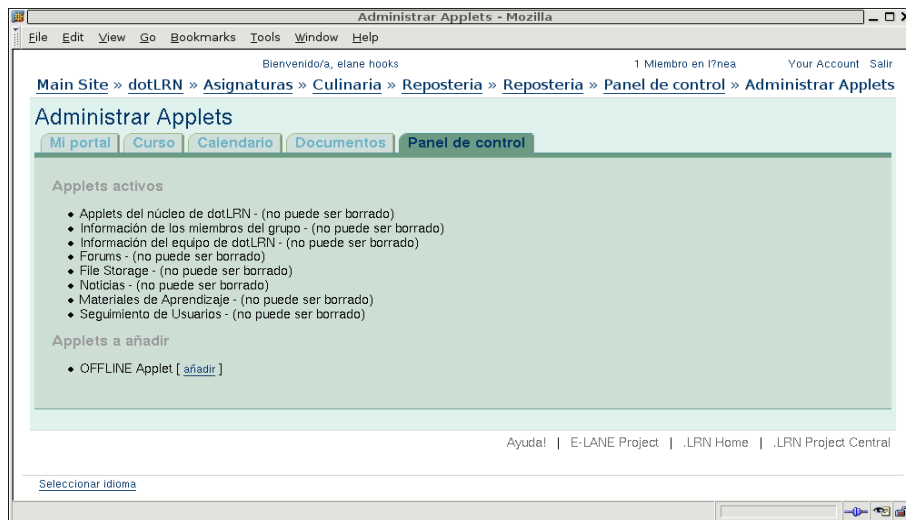 Administrar Applets - Mozilla
File Edit View Go Bookmarks Tools Window Help
Bienvenido/a, elane hooks 1 Miembro en l?nea Your Account Salir
Main Site » dotLRN » Asignaturas » Culinaria » Reposteria » Reposteria » Panel de control » Administrar Applets
Administrar Applets
Mi portal Curso Calendario Documentos Panel de control
Applets activos
Applets del núcleo de dotLRN - (no puede ser borrado)
Información de los miembros del grupo - (no puede ser borrado)
Información del equipo de dotLRN - (no puede ser borrado)
Forums - (no puede ser borrado)
File Storage - (no puede ser borrado)
Noticias - (no puede ser borrado)
Materiales de Aprendizaje - (no puede ser borrado)
Seguimiento de Usuarios - (no puede ser borrado)
Applets a añadir
OFFLINE Applet [ añadir ]
Ayuda! | E-LANE Project | .LRN Home | .LRN Project Central
Seleccionar idioma